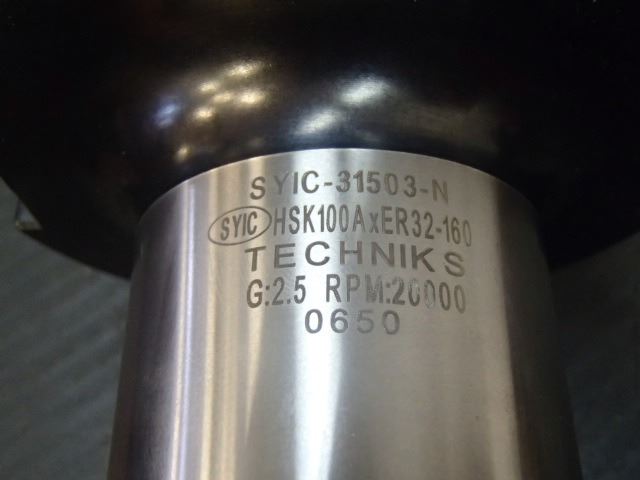 SYIC-31503-N
SYIC HSK100AxER32-160
TECHNIKS
G:2.5 RPM:20000
0650